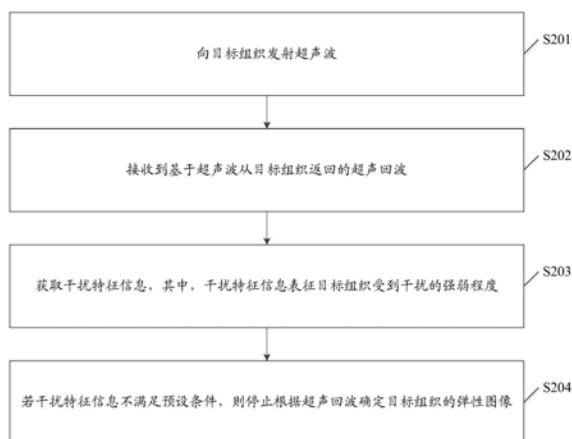 向目标组织发射超声波
S201
接收到基于超声波从目标组织返回的超声回波
S202
获取干扰特征信息，其中，干扰特征信息表征目标组织受到干扰的强弱程度
S203
若干扰特征信息不满足预设条件，则停止根据超声回波确定目标组织的弹性图像
S204